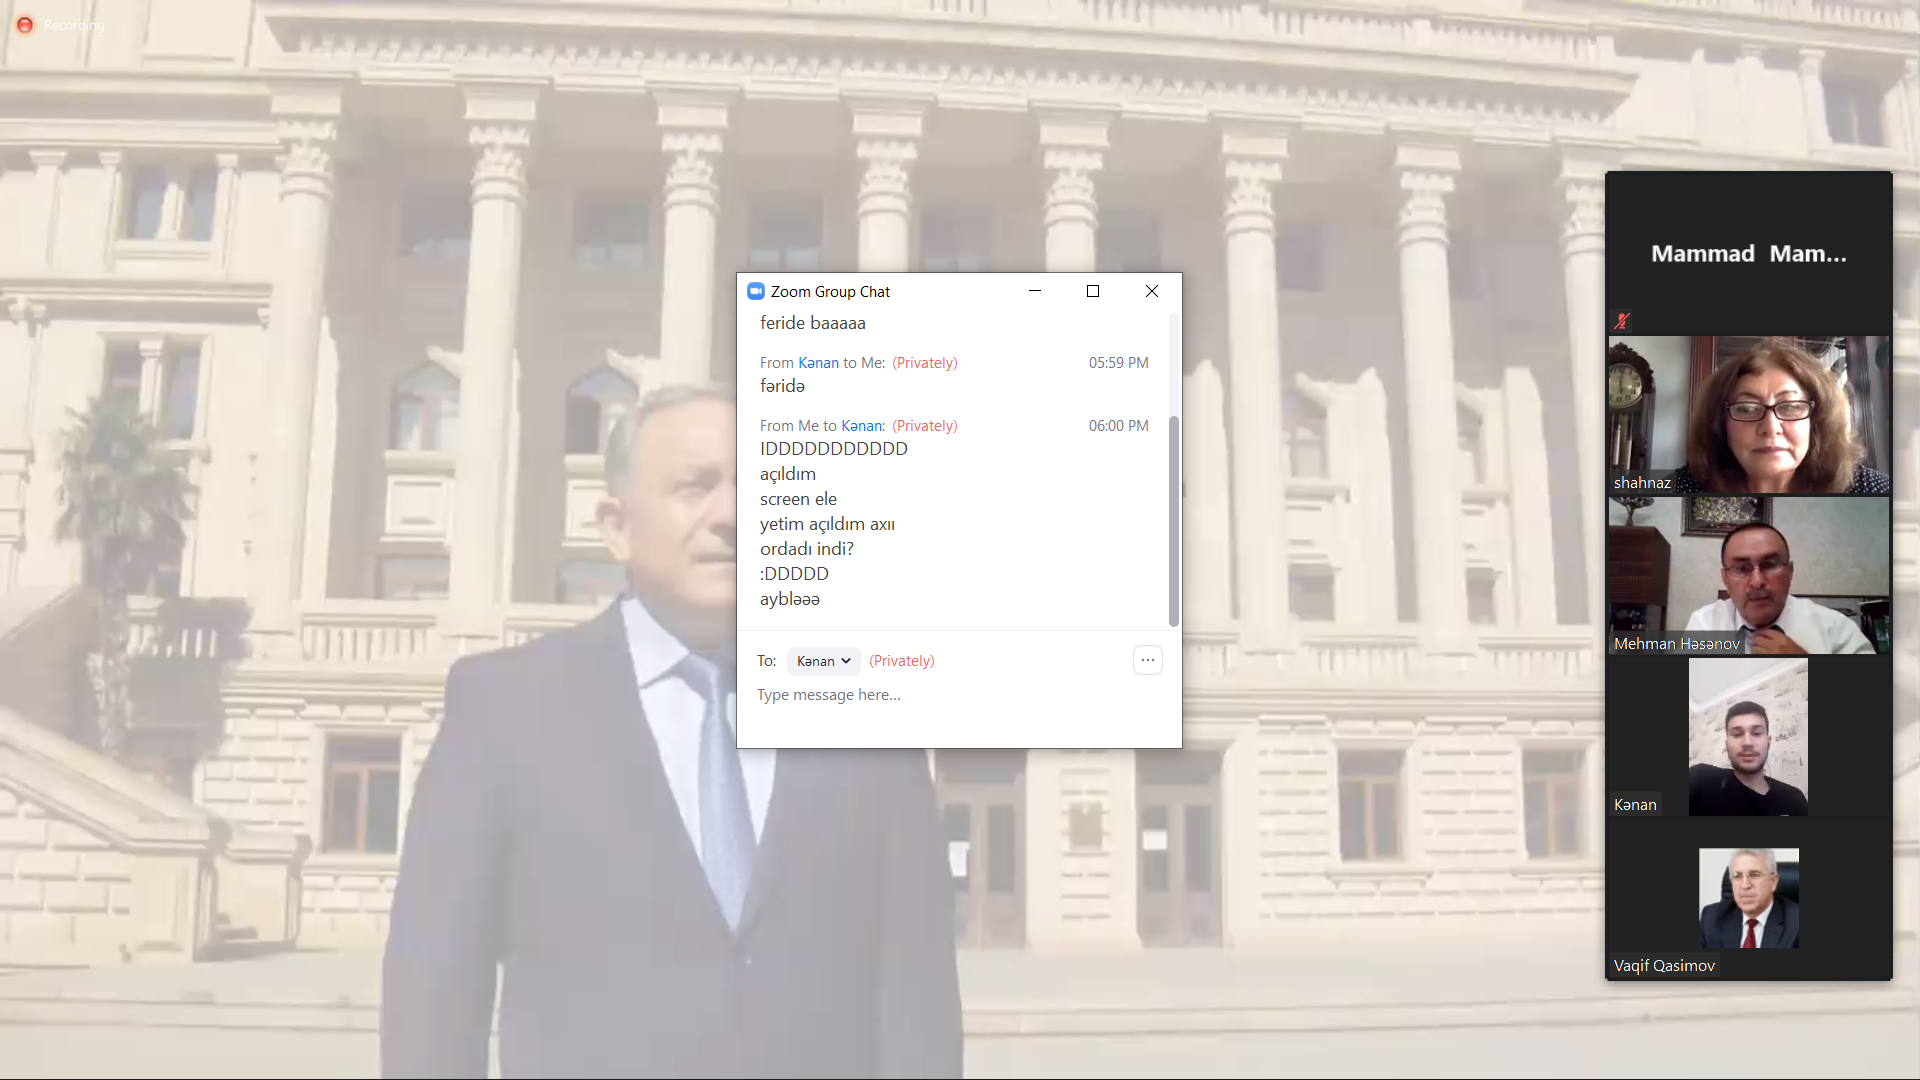 Recording
Zoom Group Chat
feride baaaaa
From Kənan to Me: (Privately) 05:59 PM
fəridə
From Me to Kənan: (Privately) 06:00 PM
IDDDDDDDDDDD
açıldım
screen ele
yetim açıldım axıı
ordadı indi?
:DDDDD
aybləəə
To: Kənan (Privately)
Type message here...
Mammad Mam...
shahnaz
Mehman Həsənov
Kənan
Vaqif Qasimov